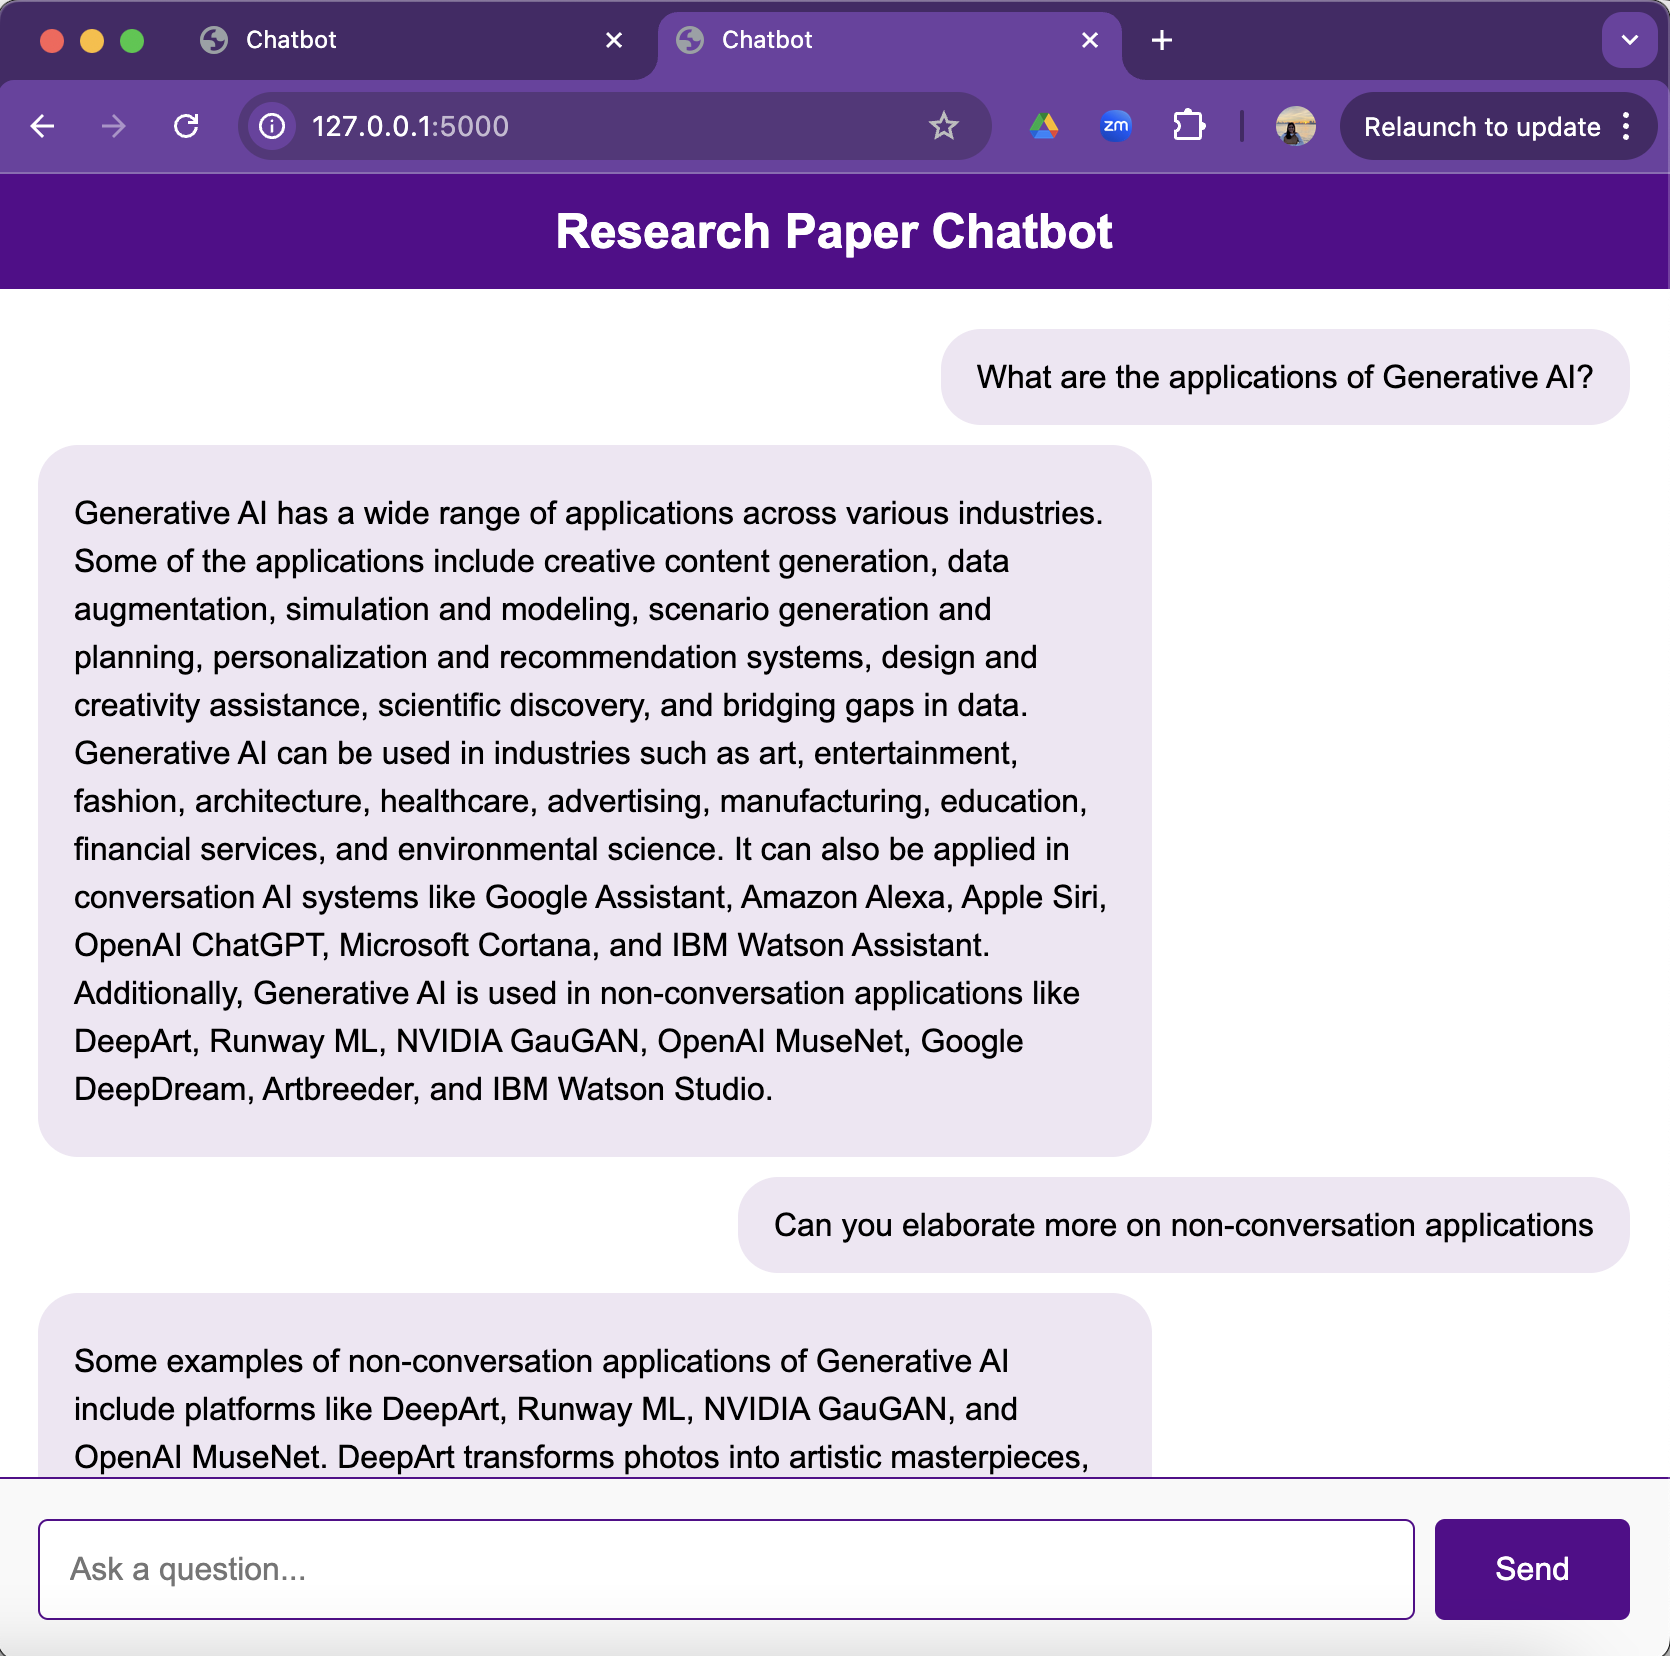 Chatbot
Chatbot
127.0.0.1:5000
zm
Relaunch to update
Research Paper Chatbot
What are the applications of Generative AI?
Generative AI has a wide range of applications across various industries.
Some of the applications include creative content generation, data
augmentation, simulation and modeling, scenario generation and
planning, personalization and recommendation systems, design and
creativity assistance, scientific discovery, and bridging gaps in data.
Generative AI can be used in industries such as art, entertainment,
fashion, architecture, healthcare, advertising, manufacturing, education,
financial services, and environmental science. It can also be applied in
conversation AI systems like Google Assistant, Amazon Alexa, Apple Siri,
OpenAI ChatGPT, Microsoft Cortana, and IBM Watson Assistant.
Additionally, Generative AI is used in non-conversation applications like
DeepArt, Runway ML, NVIDIA GauGAN, OpenAI MuseNet, Google
DeepDream, Artbreeder, and IBM Watson Studio.
Can you elaborate more on non-conversation applications
Some examples of non-conversation applications of Generative AI
include platforms like DeepArt, Runway ML, NVIDIA GauGAN, and
OpenAI MuseNet. DeepArt transforms photos into artistic masterpieces,
Ask a question...
Send